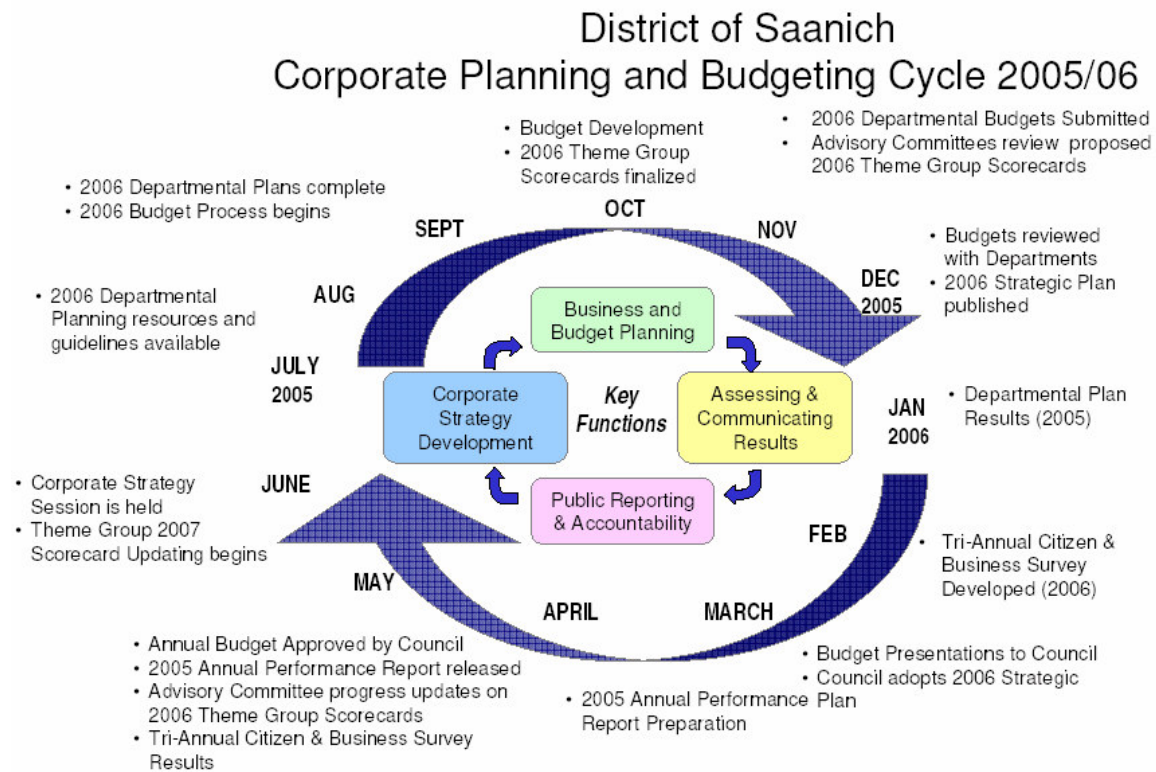 District of Saanich
Corporate Planning and Budgeting Cycle 2005/06
• Budget Development
• 2006 Theme Group
Scorecards finalized
• 2006 Departmental Budgets Submitted
• Advisory Committees review proposed
2006 Theme Group Scorecards
• 2006 Departmental Plans complete
• 2006 Budget Process begins
OCT
SEPT
NOV
• Budgets reviewed
with Departments
• 2006 Strategic Plan
published
DEC
2005
AUG
• 2006 Departmental
Planning resources and
guidelines available
JULY
2005
Business and
Budget Planning
Corporate
Strategy
Development
Key
Functions
Assessing &
Communicating
Results
Public Reporting
& Accountability
JAN
2006
• Departmental Plan
Results (2005)
• Corporate Strategy
Session is held
• Theme Group 2007
Scorecard Updating begins
JUNE
FEB
• Tri-Annual Citizen &
Business Survey
Developed (2006)
MAY
APRIL
MARCH
• Annual Budget Approved by Council
• 2005 Annual Performance Report released
• Advisory Committee progress updates on
2006 Theme Group Scorecards
• Tri-Annual Citizen & Business Survey
Results
• 2005 Annual Performance
Report Preparation
• Budget Presentations to Council
• Council adopts 2006 Strategic
Plan